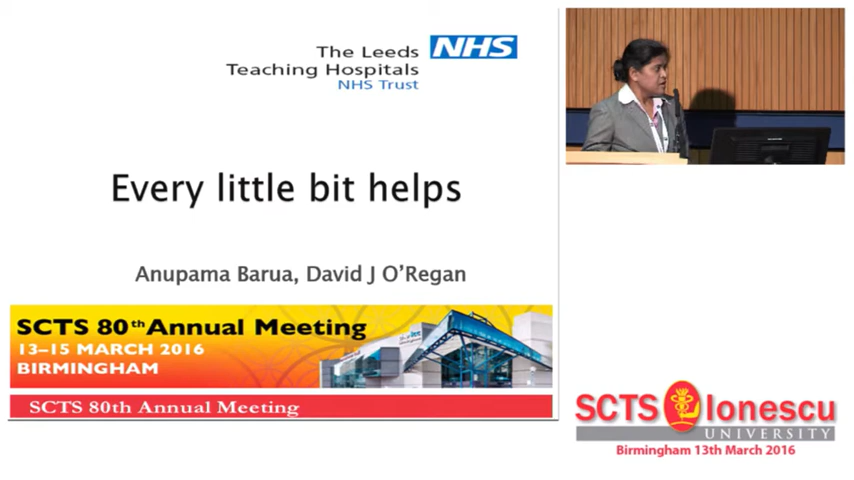 The Leeds
Teaching Hospitals
NHS Trust
NHS
Every little bit helps
Anupama Barua, David J O’Regan
SCTS 80th Annual Meeting
13–15 MARCH 2016
BIRMINGHAM
SCTS 80th Annual Meeting
SCTS Ionescu
UNIVERSITY
Birmingham 13th March 2016